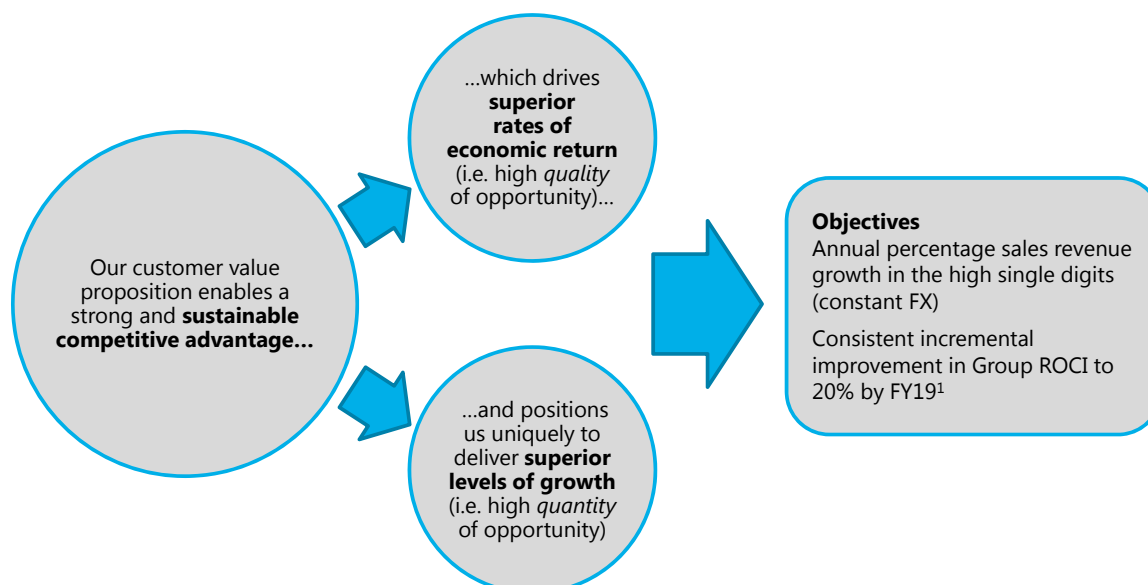 Our customer value
proposition enables a
strong and sustainable
competitive advantage...
...which drives
superior
rates of
economic return
(i.e. high quality
of opportunity)...
...and positions
us uniquely to
deliver superior
levels of growth
(i.e. high quantity
of opportunity)
Objectives
Annual percentage sales revenue
growth in the high single digits
(constant FX)
Consistent incremental
improvement in Group ROCI to
20% by FY19¹